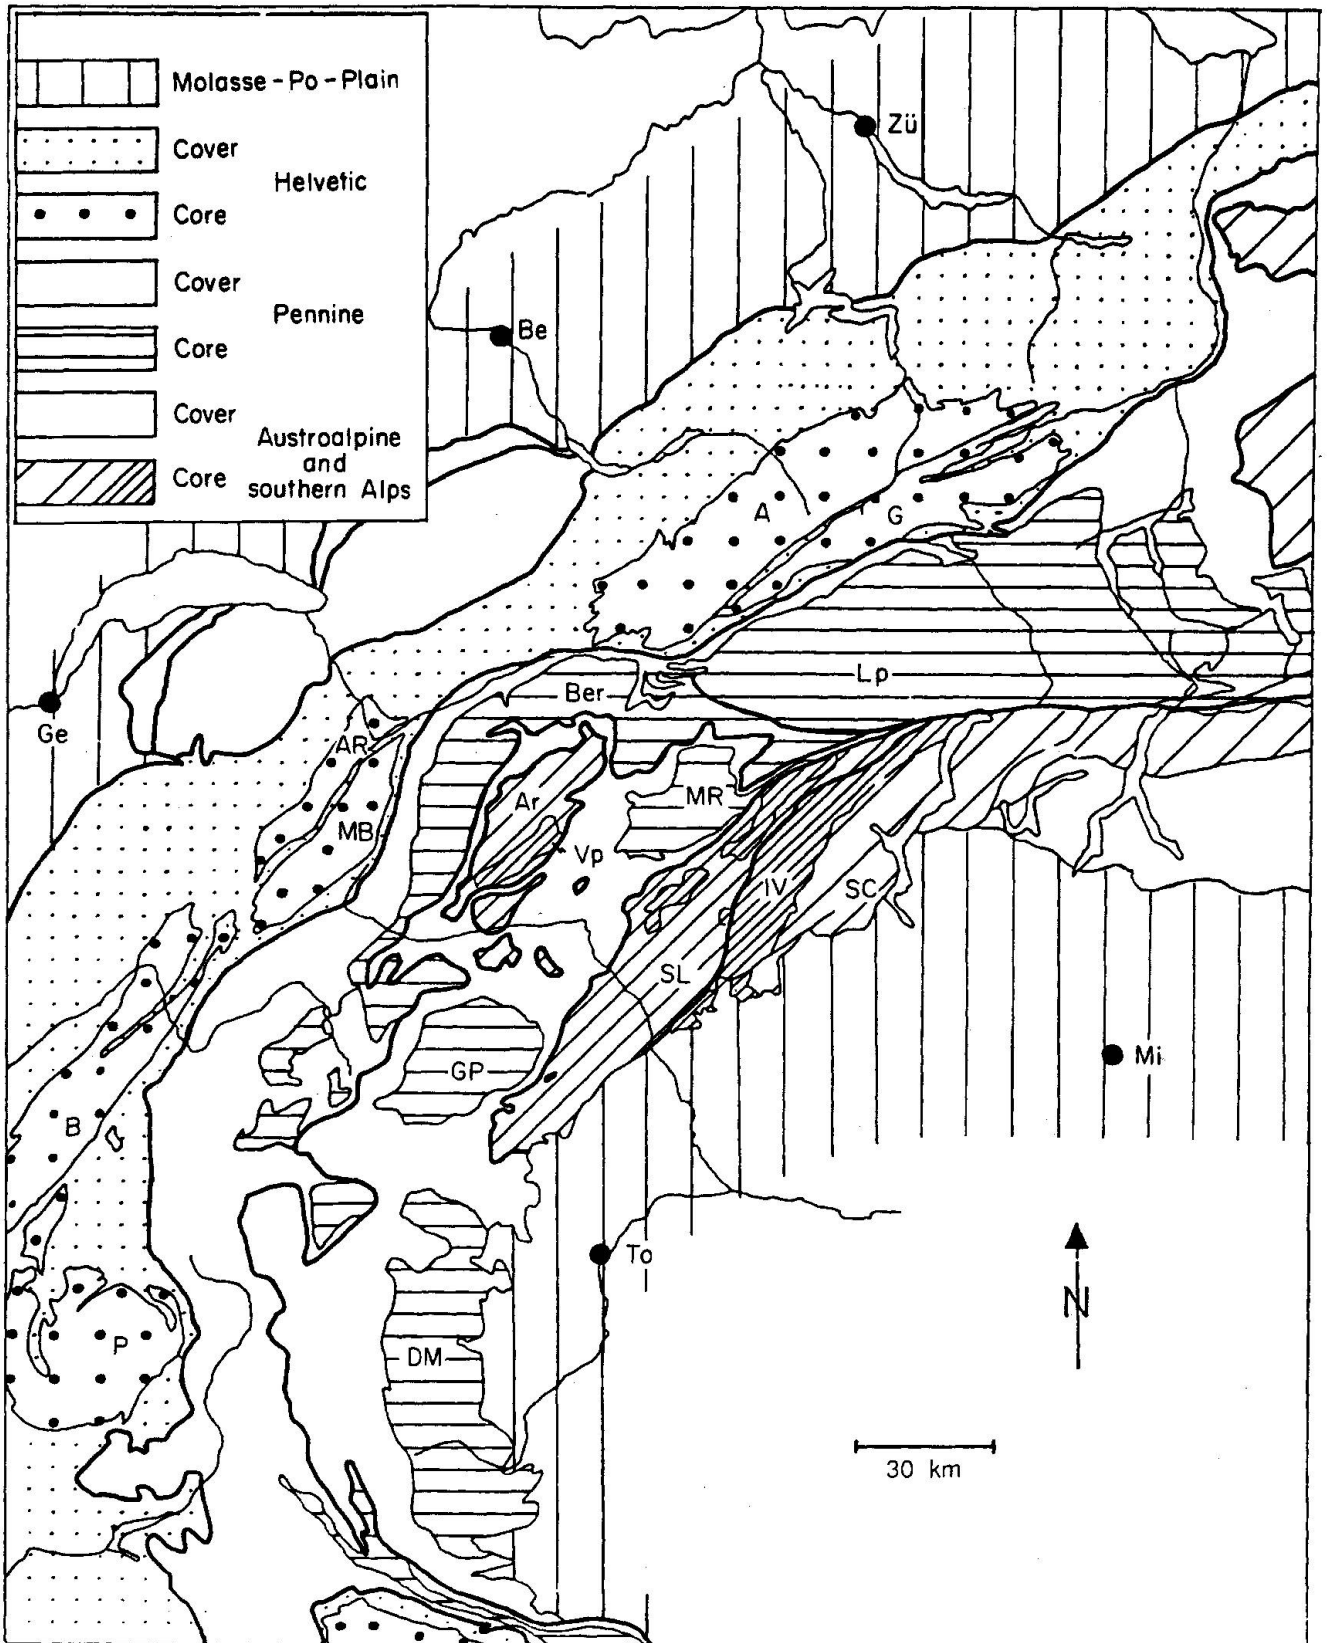 Molasse-Po-Plain
Cover
Helvetic
Core
Cover
Pennine
Core
Cover
Austroalpine
and
southern Alps
Core
Zü
Be
A
G
Ge
Lp
Ber
AR
Ar
MR
MB
Vp
IV
SC
SL
Mi
GP
B
To
N
P
DM
30 km